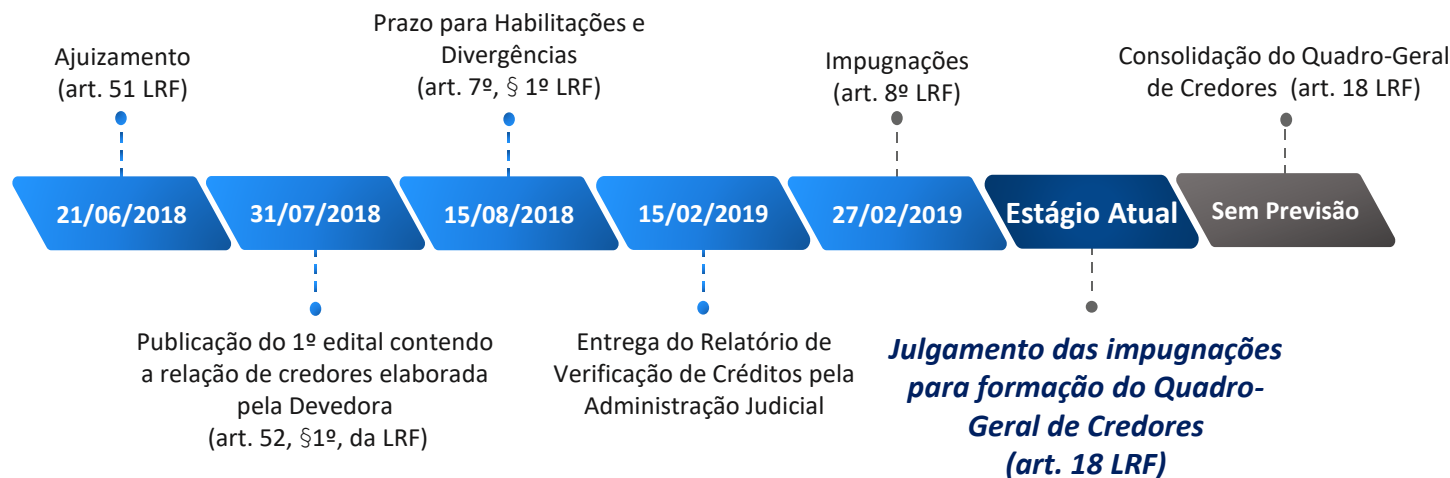 Ajuizamento
(art. 51 LRF)
Prazo para Habilitações e
Divergências
(art. 7º, § 1º LRF)
Impugnações
(art. 8º LRF)
Consolidação do Quadro-Geral
de Credores (art. 18 LRF)
21/06/2018
31/07/2018
15/08/2018
15/02/2019
27/02/2019
Estágio Atual
Sem Previsão
Publicação do 1º edital contendo
a relação de credores elaborada
pela Devedora
(art. 52, §1º, da LRF)
Entrega do Relatório de
Verificação de Créditos pela
Administração Judicial
Julgamento das impugnações
para formação do Quadro-
Geral de Credores
(art. 18 LRF)